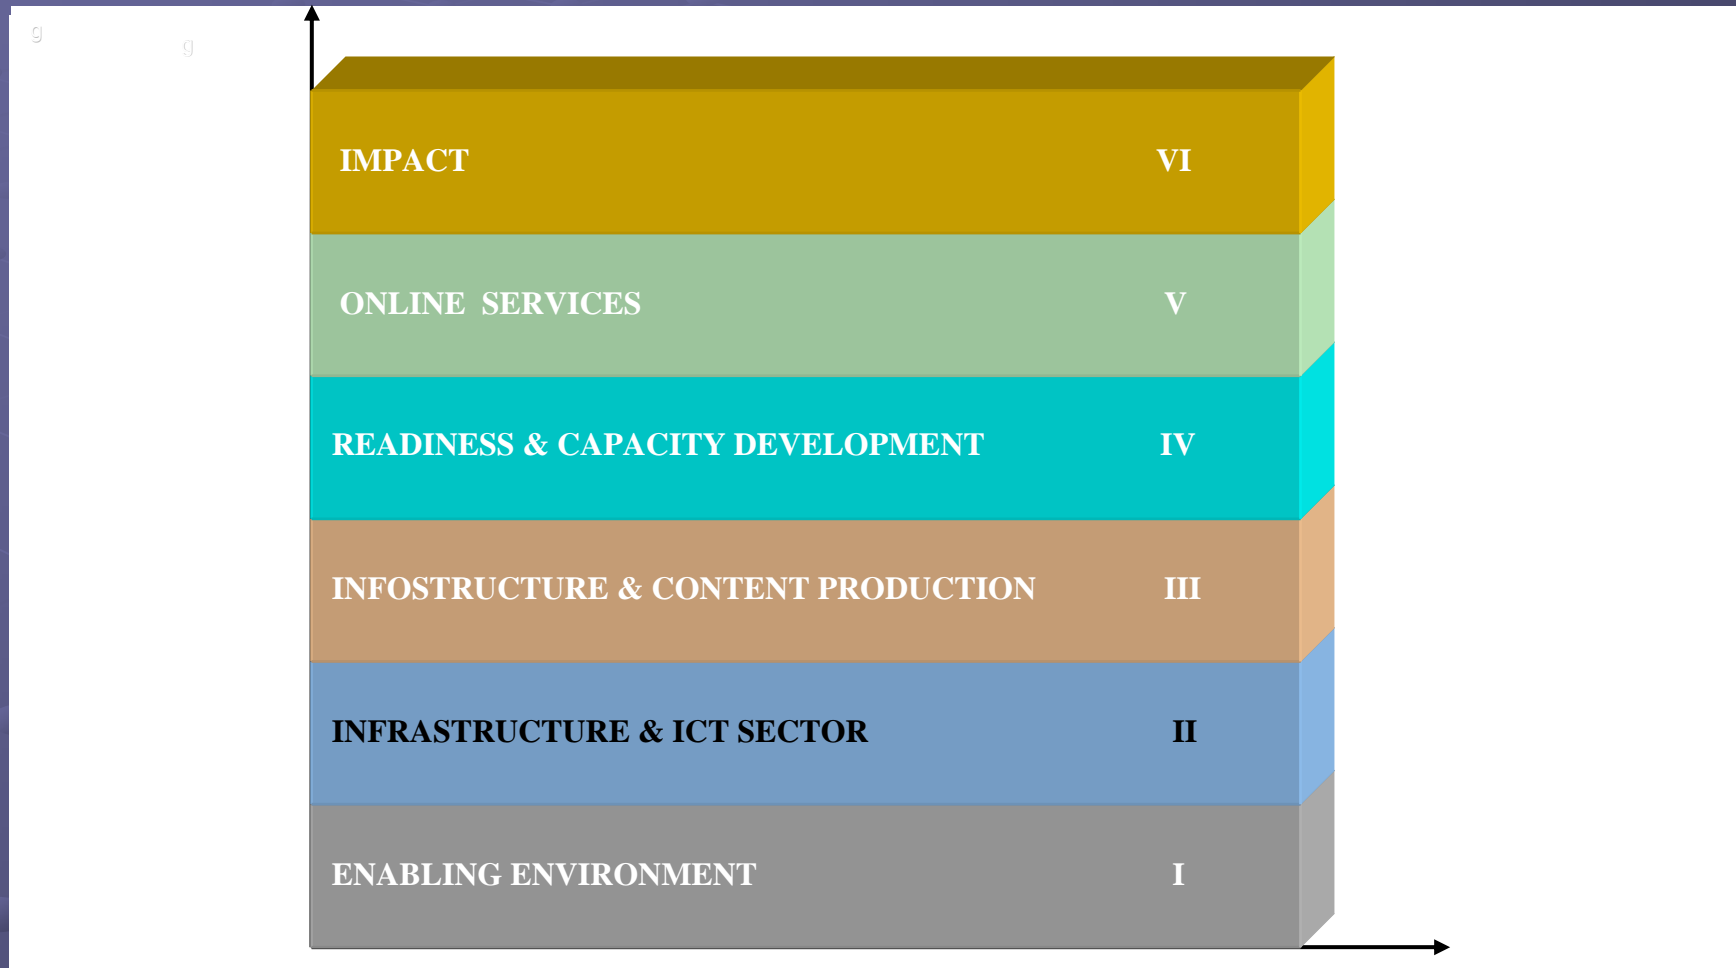 g
g
IMPACT VI
ONLINE SERVICES V
READINESS & CAPACITY DEVELOPMENT IV
INFOSTRUCTURE & CONTENT PRODUCTION III
INFRASTRUCTURE & ICT SECTOR II
ENABLING ENVIRONMENT I